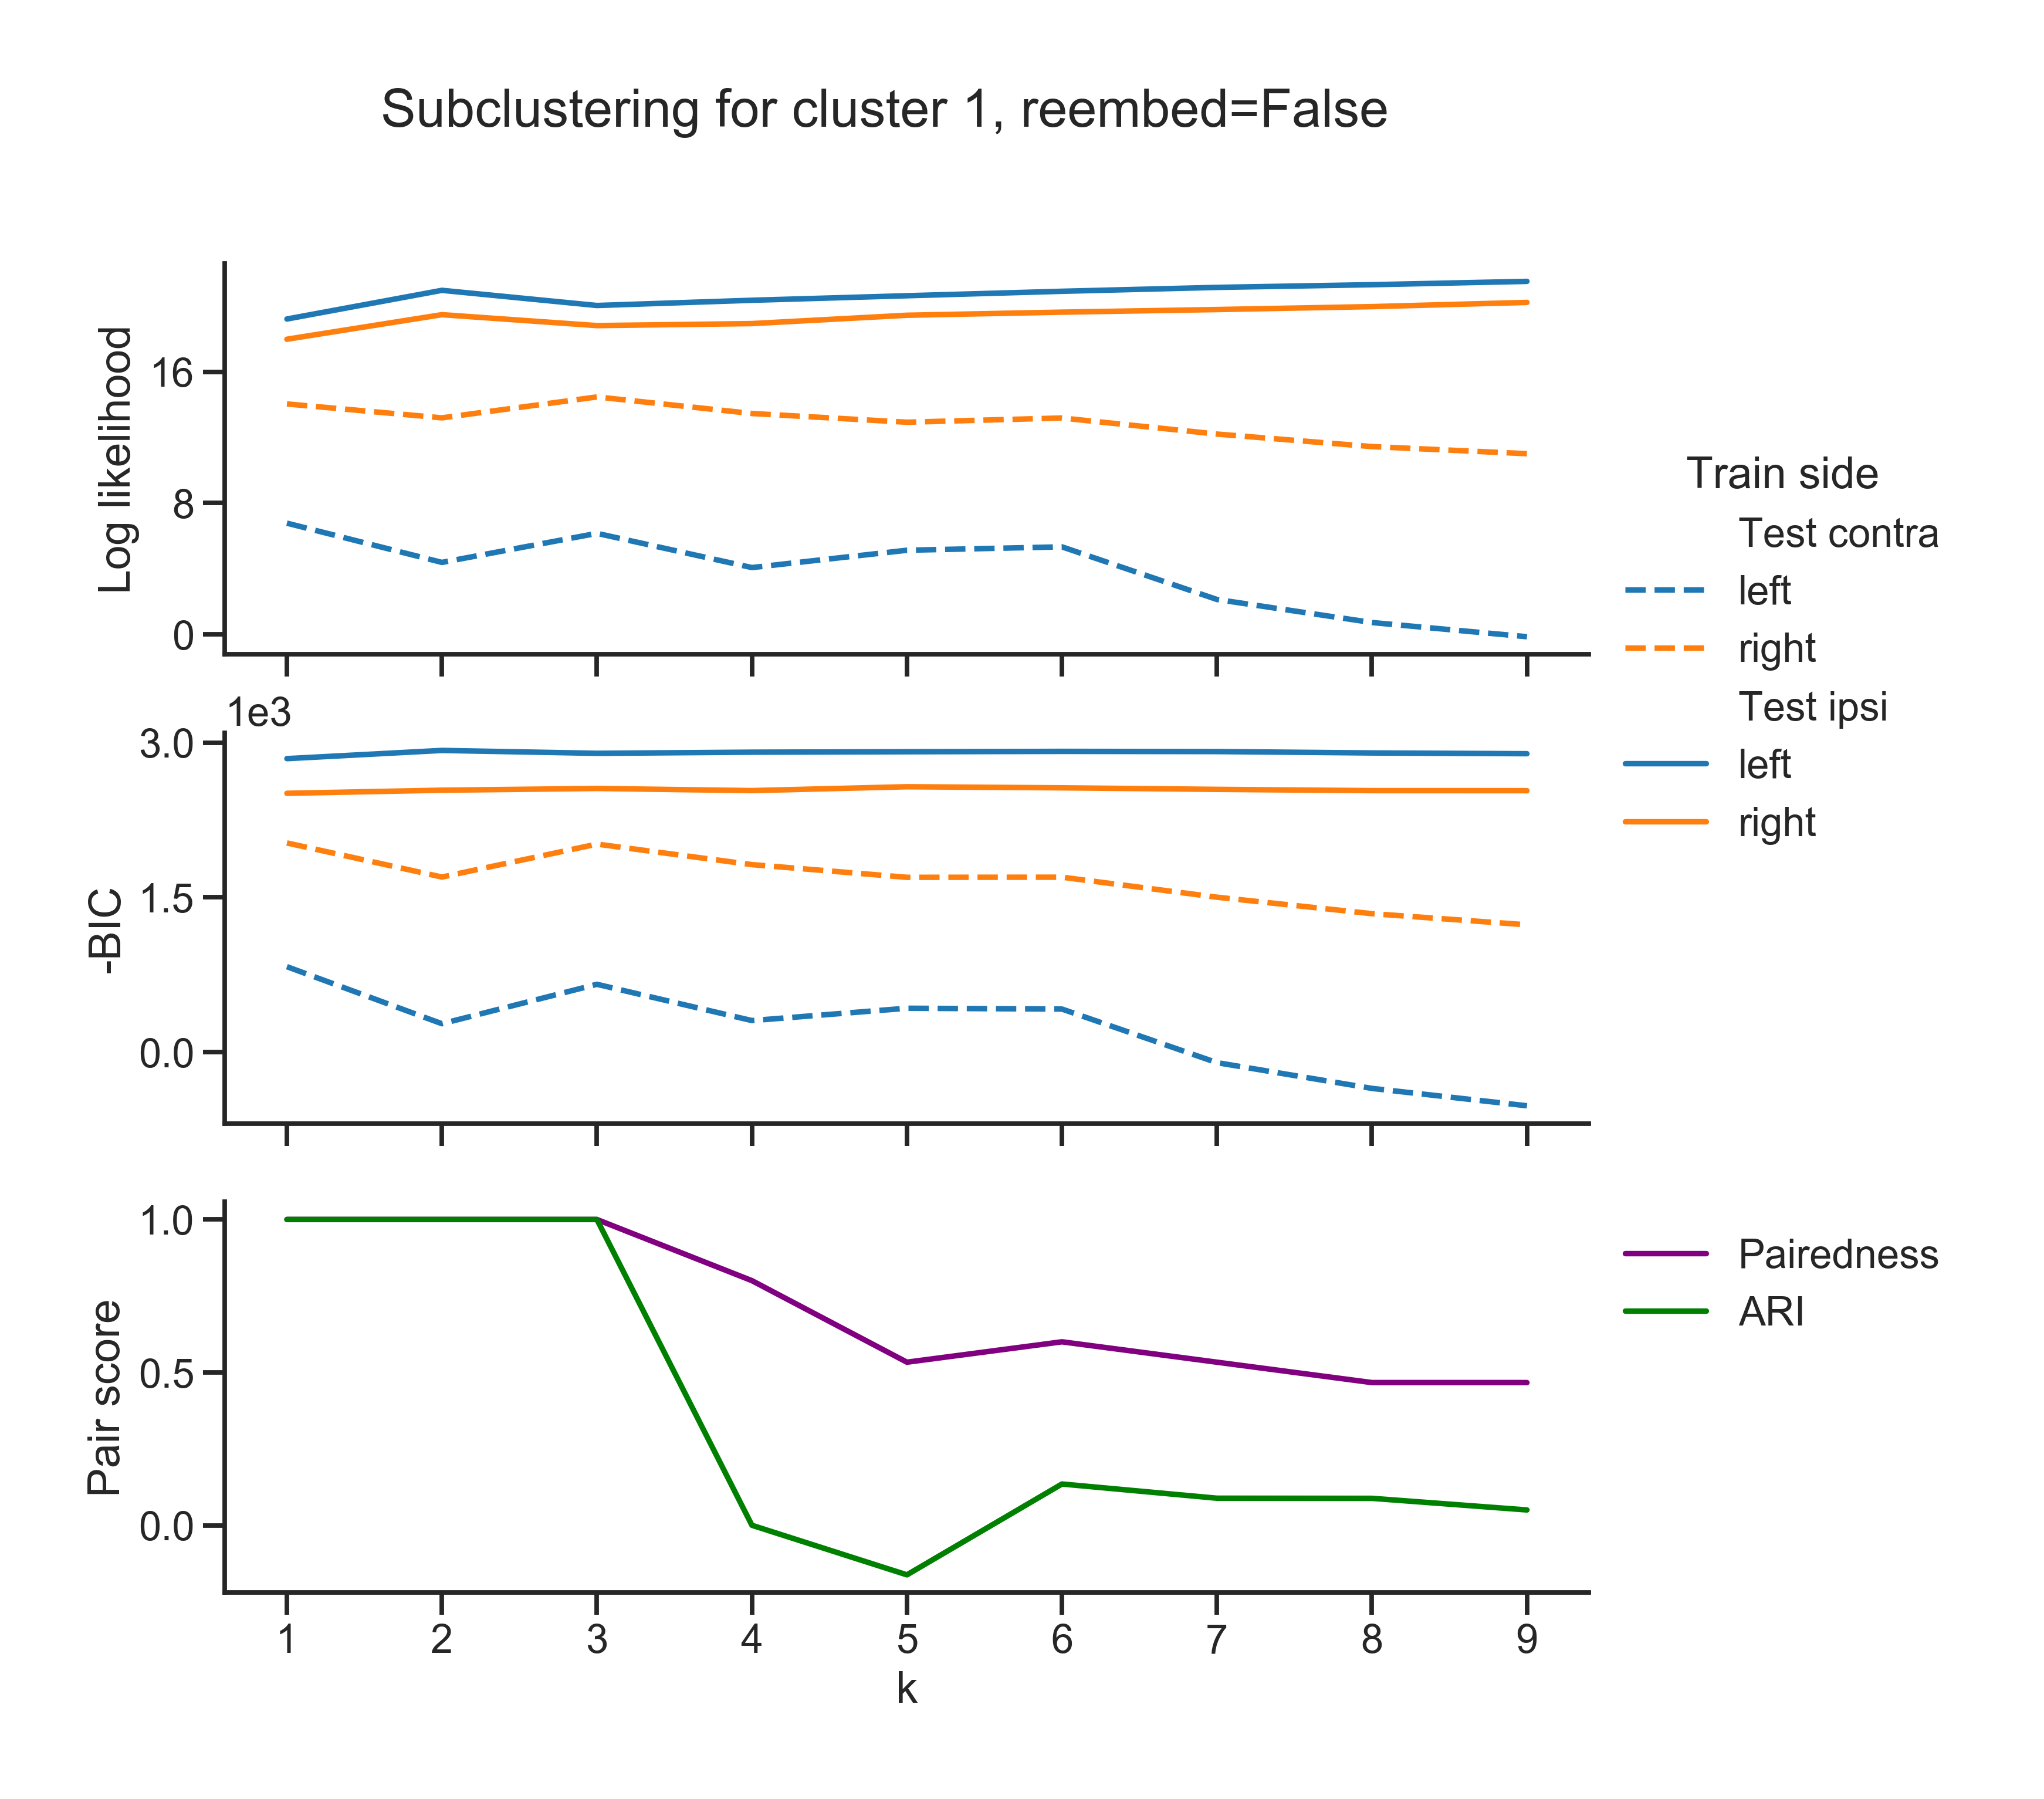 Subclustering for cluster 1, reembed=False
Log likelihood
16
8
0
1e3
-BIC
3.0
1.5
0.0
Pair score
1.0
0.5
0.0
1 2 3 4 5 6 7 8 9
k
Train side
Test contra
left
right
Test ipsi
left
right
Pairedness
ARI